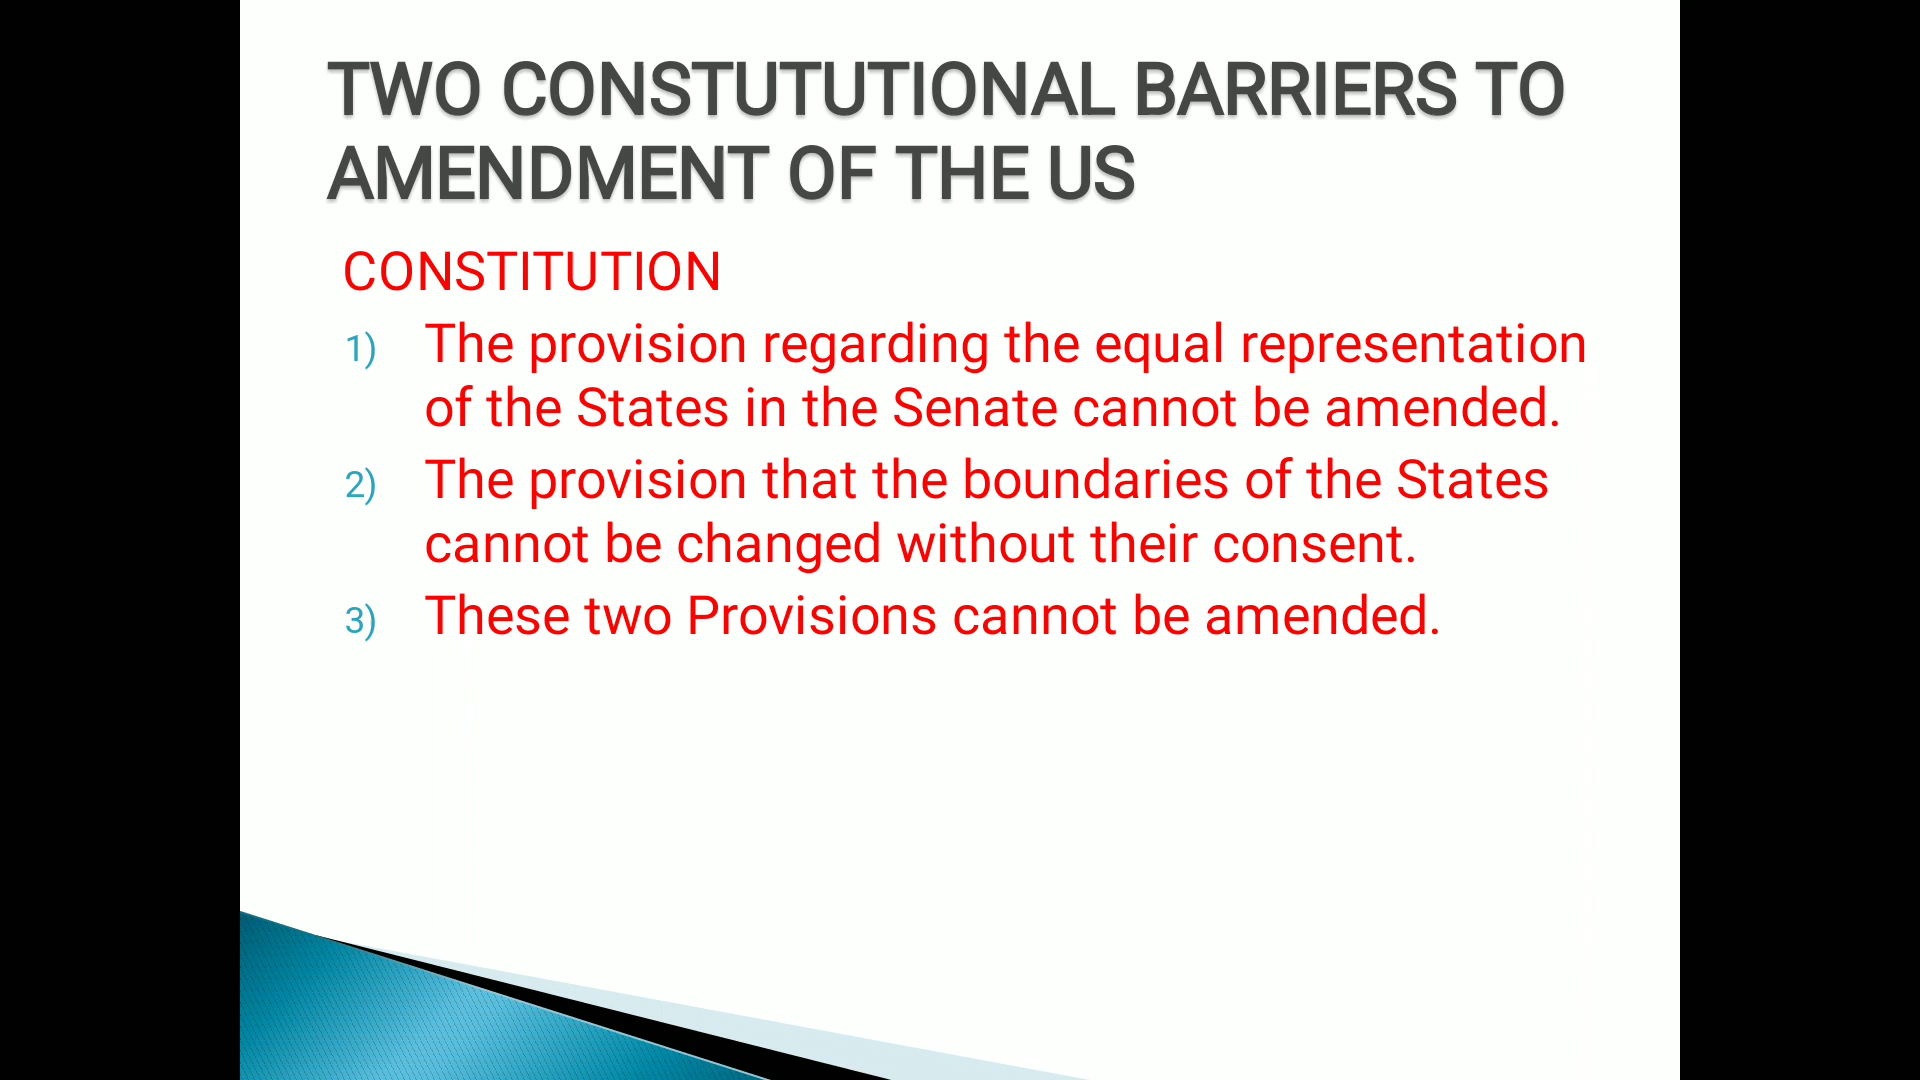 TWO CONSTUTUTIONAL BARRIERS TO
AMENDMENT OF THE US
CONSTITUTION
1) The provision regarding the equal representation
of the States in the Senate cannot be amended.
2) The provision that the boundaries of the States
cannot be changed without their consent.
3) These two Provisions cannot be amended.